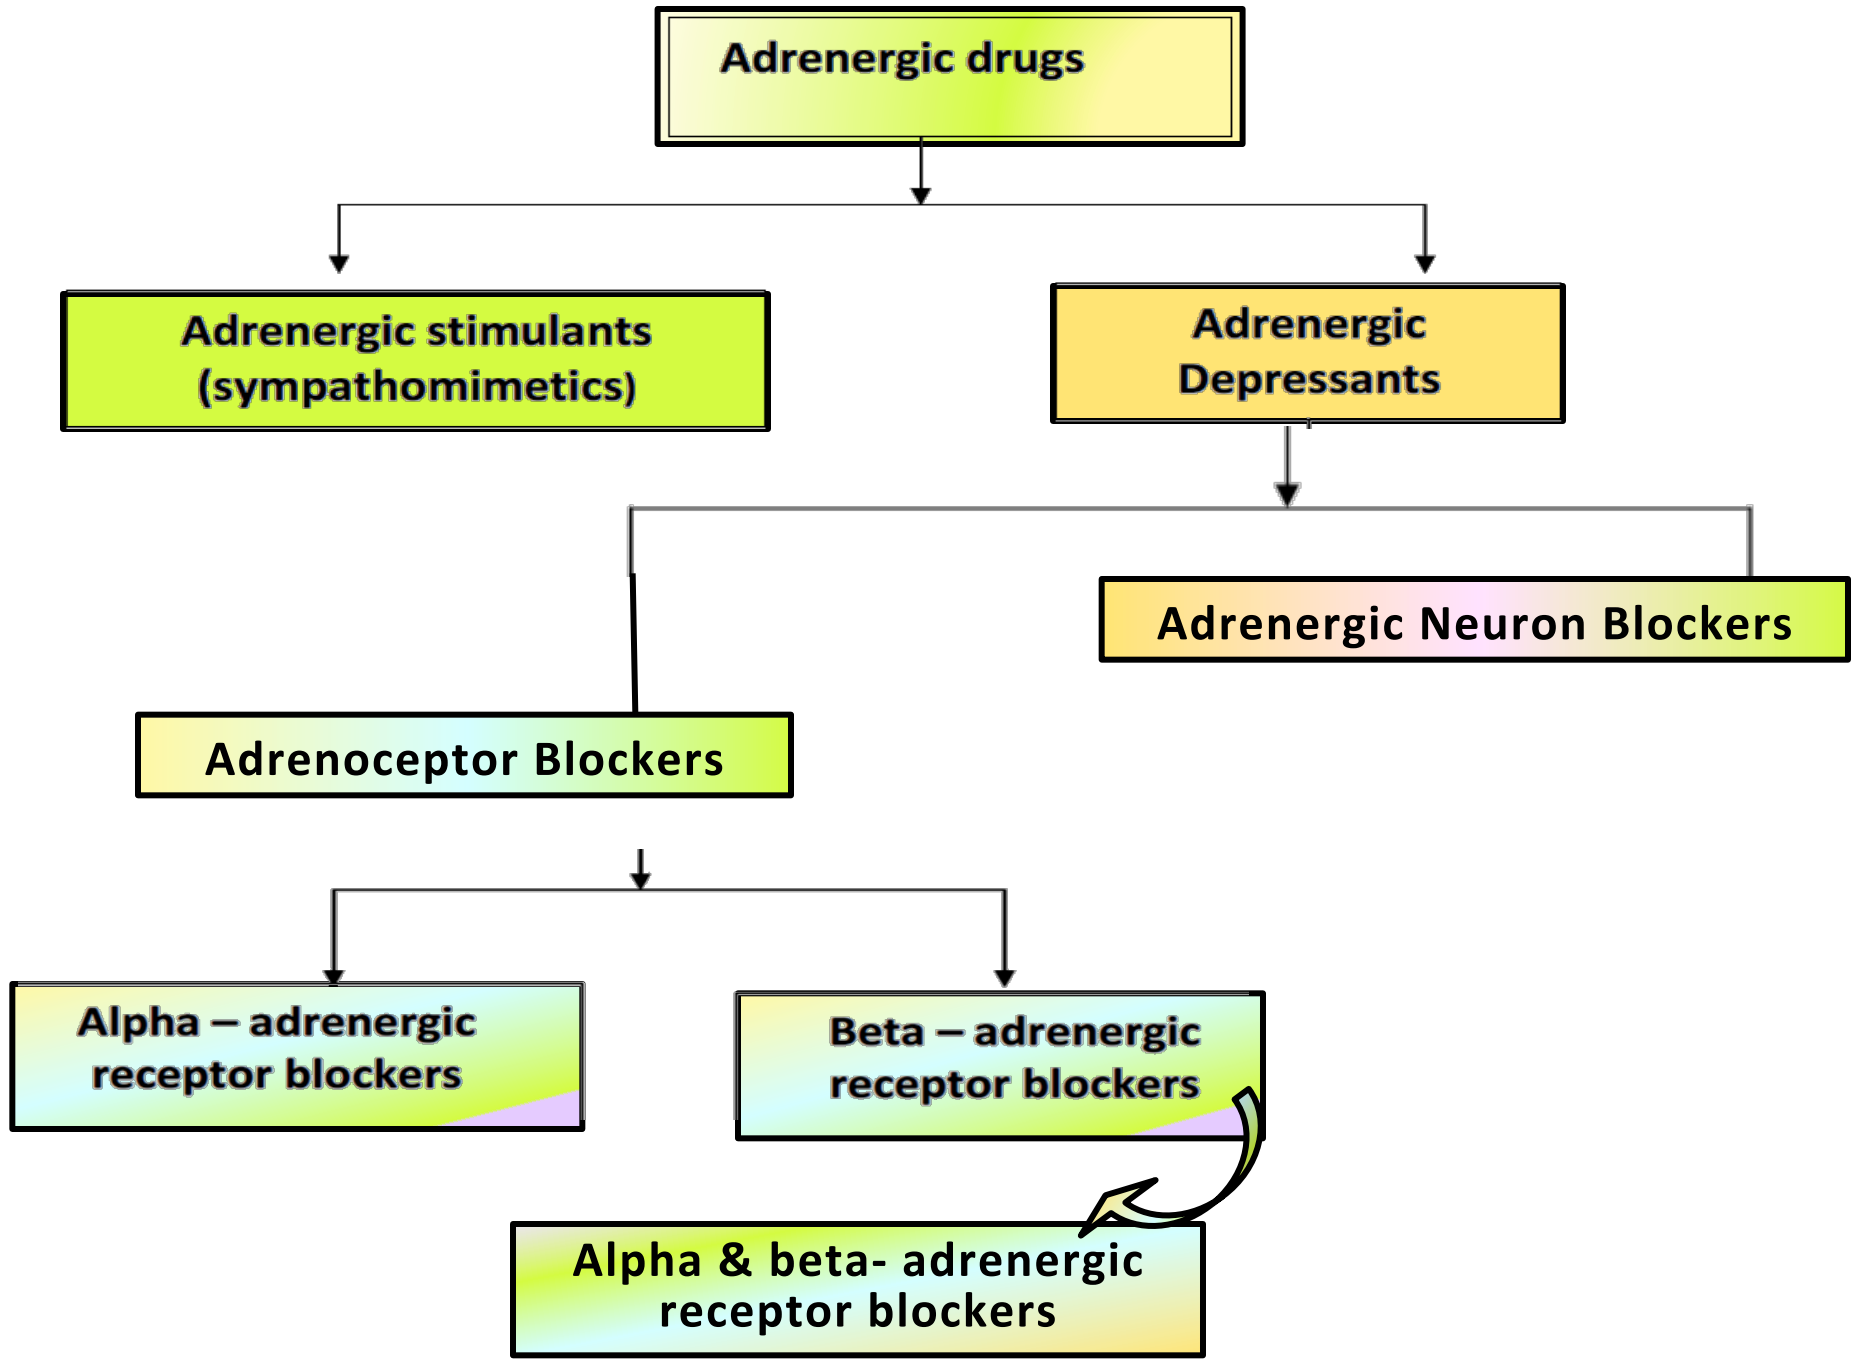 Adrenergic drugs
Adrenergic stimulants
(sympathomimetics)
Adrenergic
Depressants
Adrenergic Neuron Blockers
Adrenoceptor Blockers
Alpha – adrenergic
receptor blockers
Beta – adrenergic
receptor blockers
Alpha & beta- adrenergic
receptor blockers